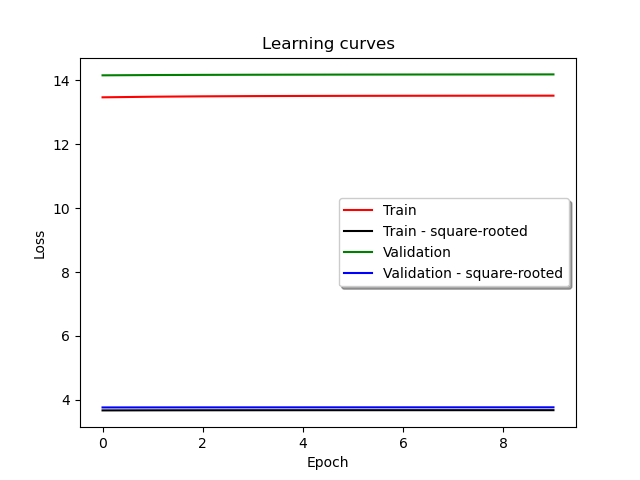 Learning curves
14
12
10
8
6
4
Loss
Train
Train - square-rooted
Validation
Validation - square-rooted
0 2 4 6 8
Epoch